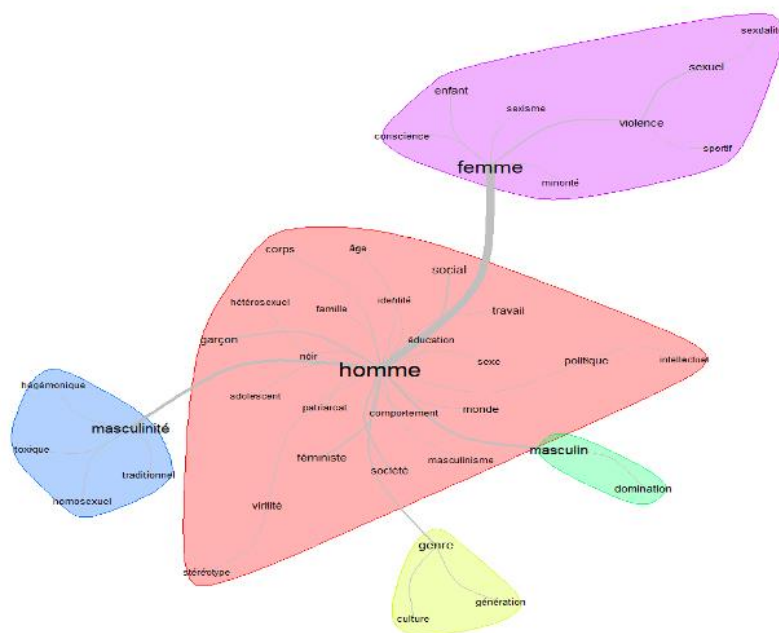 sexualité
sexuel
enfant
sexisme
violence
conscience
sportif
femme
minorité
corps
âge
social
hétérosexuel
famille
identité
travail
garçon
éducation
noir
sexe
politique
intellectuel
homme
hégémonique
adolescent
patriarcat
comportement
monde
masculinité
toxique
féministe
société
masculinisme
masculin
traditionnel
homosexuel
domination
virilité
stéréotype
genre
culture
génération